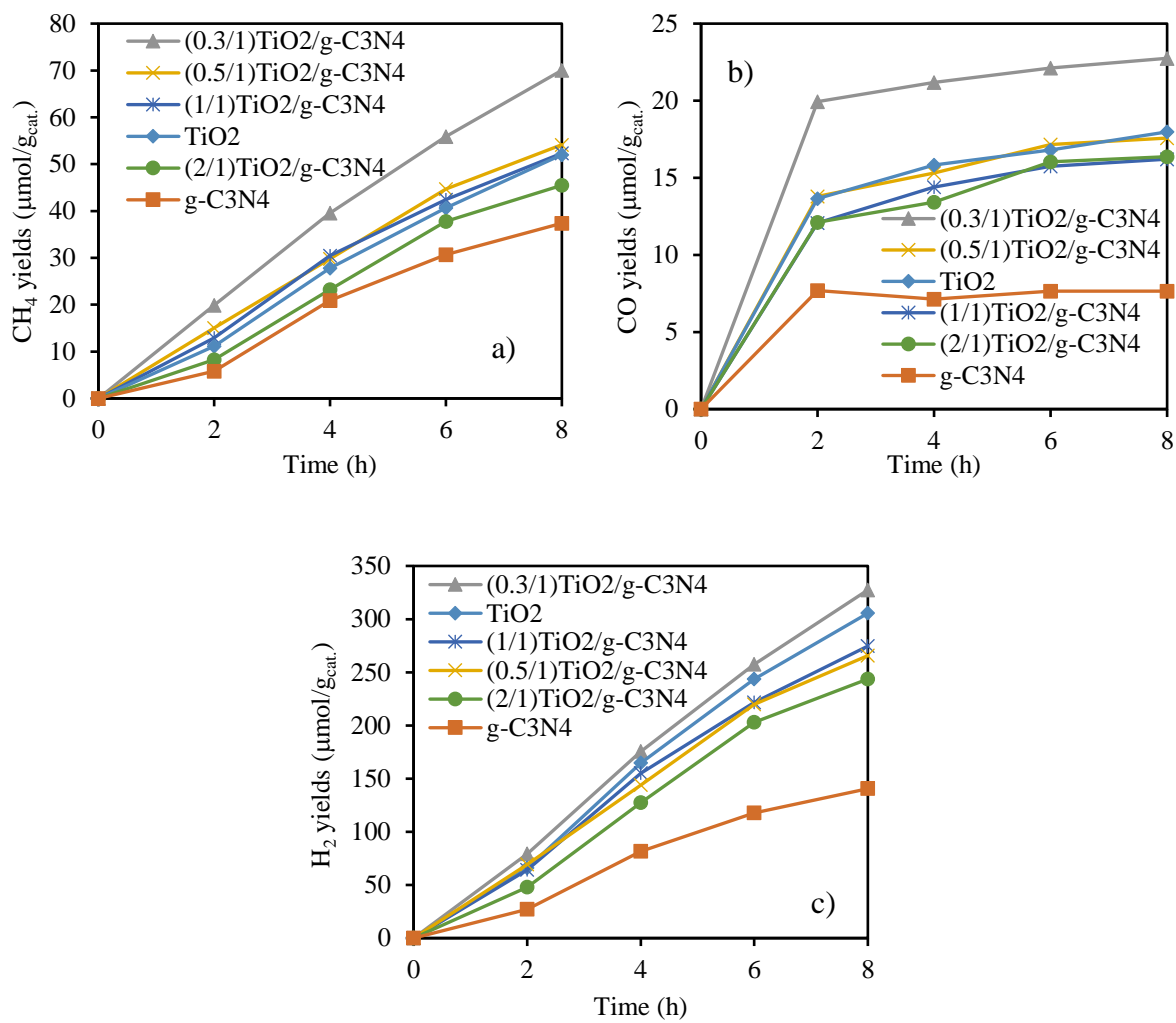 80
70
60
50
40
30
20
10
0
CH4 yields (μmol/gcat.)
(0.3/1)TiO2/g-C3N4
(0.5/1)TiO2/g-C3N4
(1/1)TiO2/g-C3N4
TiO2
(2/1)TiO2/g-C3N4
g-C3N4
a)
0 2 4 6 8
Time (h)
25
20
15
10
5
0
CO yields (μmol/gcat.)
b)
(0.3/1)TiO2/g-C3N4
(0.5/1)TiO2/g-C3N4
TiO2
(1/1)TiO2/g-C3N4
(2/1)TiO2/g-C3N4
g-C3N4
0 2 4 6 8
Time (h)
350
300
250
200
150
100
50
0
H2 yields (μmol/gcat.)
(0.3/1)TiO2/g-C3N4
TiO2
(1/1)TiO2/g-C3N4
(0.5/1)TiO2/g-C3N4
(2/1)TiO2/g-C3N4
g-C3N4
c)
0 2 4 6 8
Time (h)